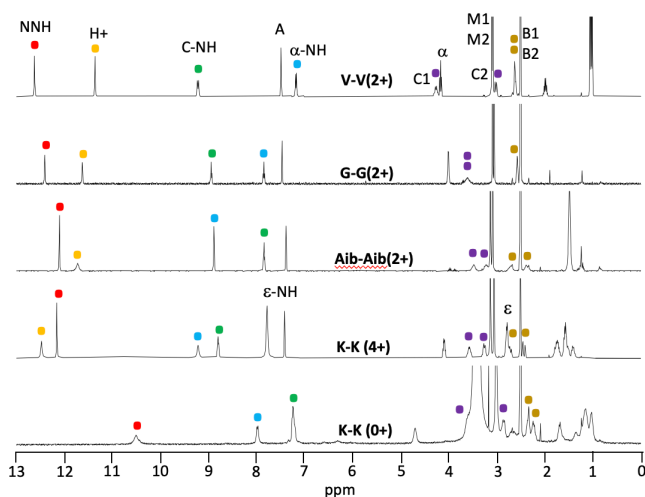 NNH H+ C-NH A α-NH C1 α M1 M2 C2 B1 B2
V-V(2+)
G-G(2+)
Aib-Aib(2+)
ε-NH ε
K-K (4+)
K-K (0+)
13 12 11 10 9 8 7 6 5 4 3 2 1 0
ppm